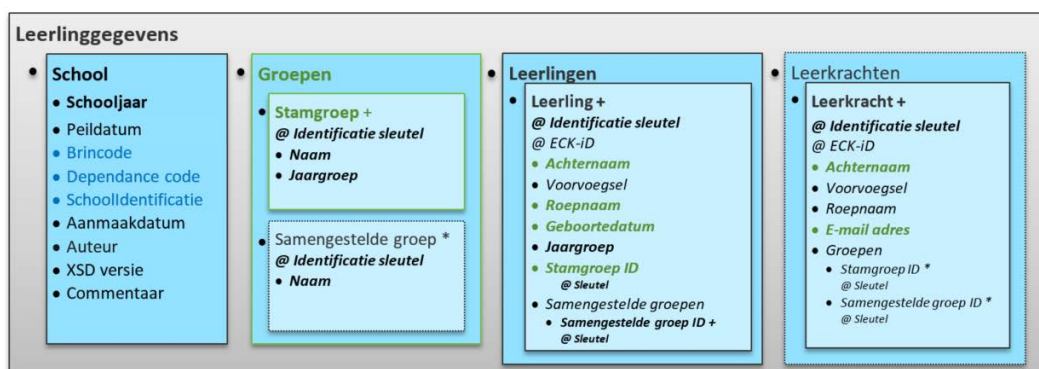 Leerlinggegevens
• School
• Schooljaar
• Peildatum
• Brincode
• Dependance code
• SchoolIdentificatie
• Aanmaakdatum
• Auteur
• XSD versie
• Commentaar
• Groepen
• Stamgroep +
@ Identificatie sleutel
• Naam
• Jaargroep
• Samengestelde groep *
@ Identificatie sleutel
• Naam
• Leerlingen
• Leerling +
@ Identificatie sleutel
@ ECK-iD
• Achternaam
• Voorvoegsel
• Roepnaam
• Geboortedatum
• Jaargroep
• Stamgroep ID
@ Sleutel
• Samengestelde groepen
• Samengestelde groep ID +
@ Sleutel
• Leerkrachten
• Leerkracht +
@ Identificatie sleutel
@ ECK-iD
• Achternaam
• Voorvoegsel
• Roepnaam
• E-mail adres
• Groepen
• Stamgroep ID *
@ Sleutel
• Samengestelde groep ID *
@ Sleutel